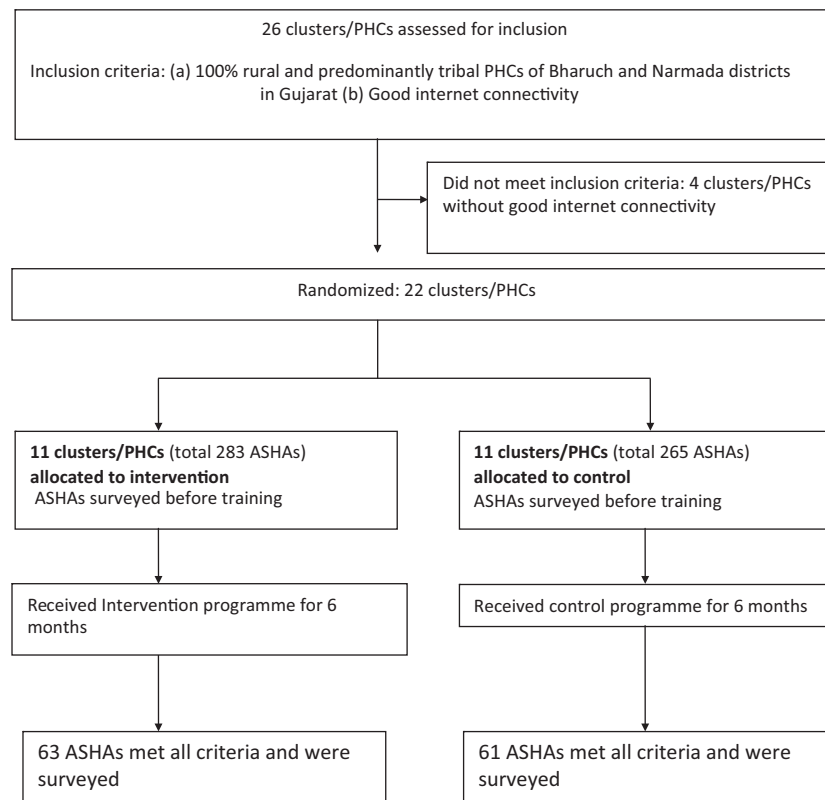 26 clusters/PHCs assessed for inclusion
Inclusion criteria: (a) 100% rural and predominantly tribal PHCs of Bharuch and Narmada districts
in Gujarat (b) Good internet connectivity
Did not meet inclusion criteria: 4 clusters/PHCs
without good internet connectivity
Randomized: 22 clusters/PHCs
11 clusters/PHCs (total 283 ASHAs)
allocated to intervention
ASHAs surveyed before training
11 clusters/PHCs (total 265 ASHAs)
allocated to control
ASHAs surveyed before training
Received Intervention programme for 6
months
Received control programme for 6 months
63 ASHAs met all criteria and were
surveyed
61 ASHAs met all criteria and were
surveyed